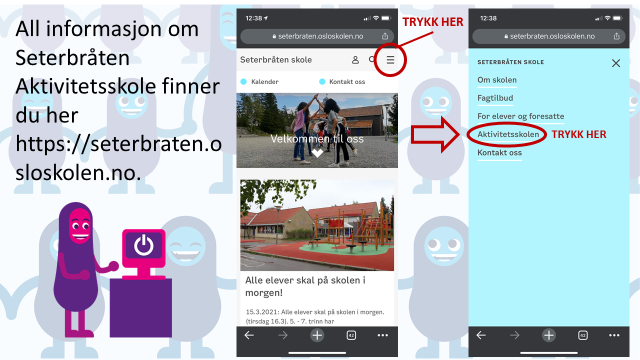 All informasjon om
Seterbråten
Aktivitetsskole finner
du her
https://seterbraten.o
sloskolen.no.
12:38
seterbraten.osloskolen.no
Seterbråten skole
Kalender
Kontakt oss
Velkommen til oss
Alle elever skal på skolen i
morgen!
15.3.2021: Alle elever skal på skolen i morgen.
(tirsdag 16.3). 5. - 7. trinn har
42
TRYKK HER
12:38
seterbraten.osloskolen.no
SETERBRÅTEN SKOLE
Om skolen
Fagtilbud
For elever og foresatte
Aktivitetsskolen
TRYKK HER
Kontakt oss
42